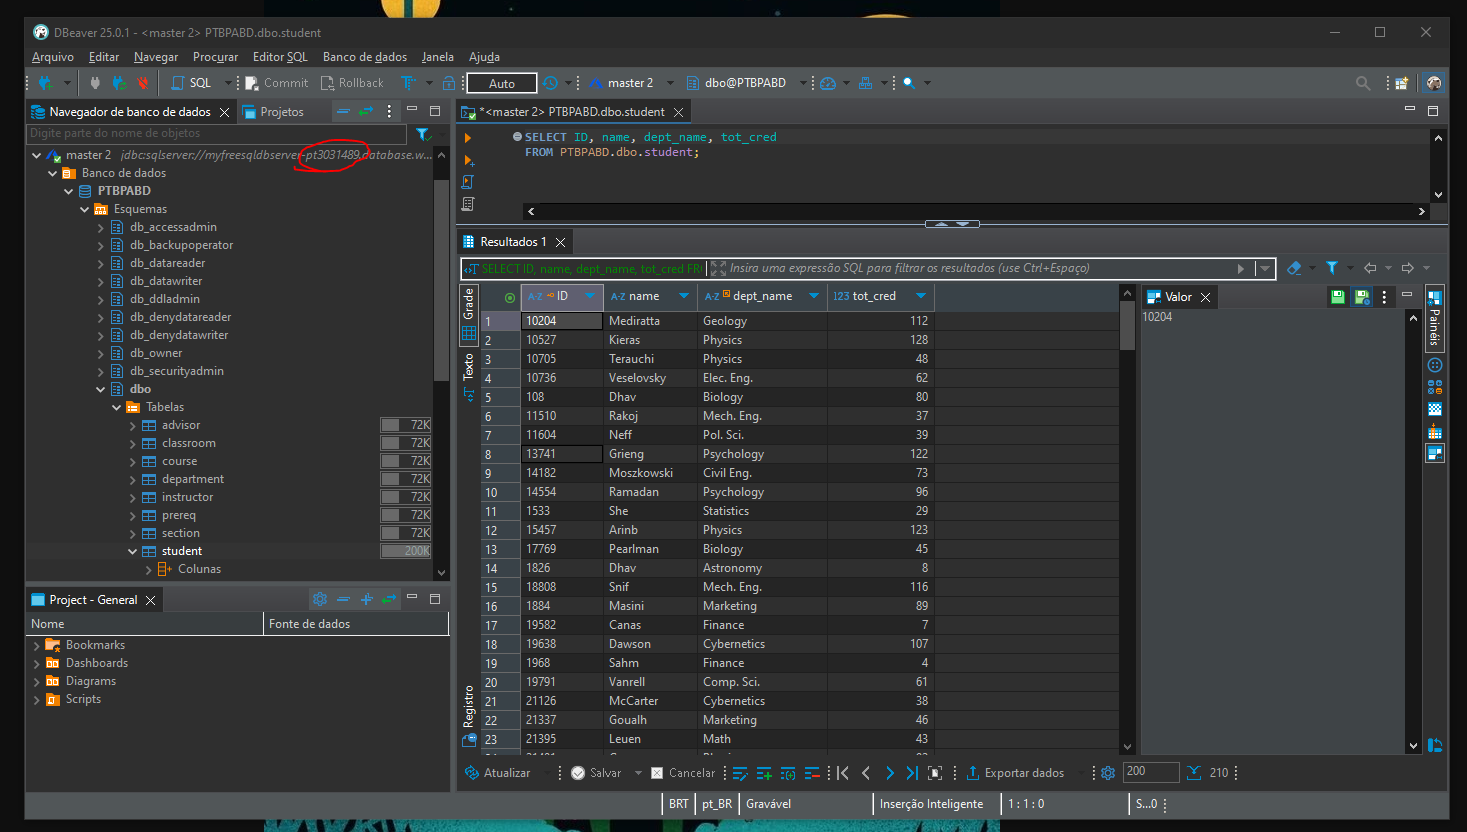 DBeaver 25.0.1 - <master 2> PTBPABD.dbo.student
Arquivo Editar Navegar Procurar Editor SQL Banco de dados Janela Ajuda
SQL Commit Rollback Auto master 2 dbo@PTBPABD
Navegador de banco de dados Projetos
Digite parte do nome de objetos
master 2 jdbc:sqlserver://myfreesqldbserver-pt3031489.database.w...
Banco de dados
PTBPABD
Esquemas
db_accessadmin
db_backupoperator
db_datareader
db_datawriter
db_ddladmin
db_denydatareader
db_denydatawriter
db_owner
db_securityadmin
dbo
Tabelas
advisor 72K
classroom 72K
course 72K
department 72K
instructor 72K
prereq 72K
section 72K
student 200K
Colunas
Project - General
Nome Fonte de dados
Bookmarks
Dashboards
Diagrams
Scripts
*<master 2> PTBPABD.dbo.student
SELECT ID, name, dept_name, tot_cred
FROM PTBPABD.dbo.student;
Resultados 1
SELECT ID, name, dept_name, tot_cred FR Insira uma expressão SQL para filtrar os resultados (use Ctrl+Espaço)
Grade
Texto
Registro
A-Z ID A-Z name A-Z dept_name 123 tot_cred
1 10204 Mediratta Geology 112
2 10527 Kieras Physics 128
3 10705 Terauchi Physics 48
4 10736 Veselovsky Elec. Eng. 62
5 108 Dhav Biology 80
6 11510 Rakoj Mech. Eng. 37
7 11604 Neff Pol. Sci. 39
8 13741 Grieng Psychology 122
9 14182 Moszkowski Civil Eng. 73
10 14554 Ramadan Psychology 96
11 1533 She Statistics 29
12 15457 Arinb Physics 123
13 17769 Pearlman Biology 45
14 1826 Dhav Astronomy 8
15 18808 Snif Mech. Eng. 116
16 1884 Masini Marketing 89
17 19582 Canas Finance 7
18 19638 Dawson Cybernetics 107
19 1968 Sahm Finance 4
20 19791 Vanrell Comp. Sci. 61
21 21126 McCarter Cybernetics 38
22 21337 Goualh Marketing 46
23 21395 Leuen Math 43
Valor
10204
Painéis
Atualizar Salvar Cancelar Exportar dados 200 210
BRT pt_BR Gravável Inserção Inteligente 1 : 1 : 0 S...0